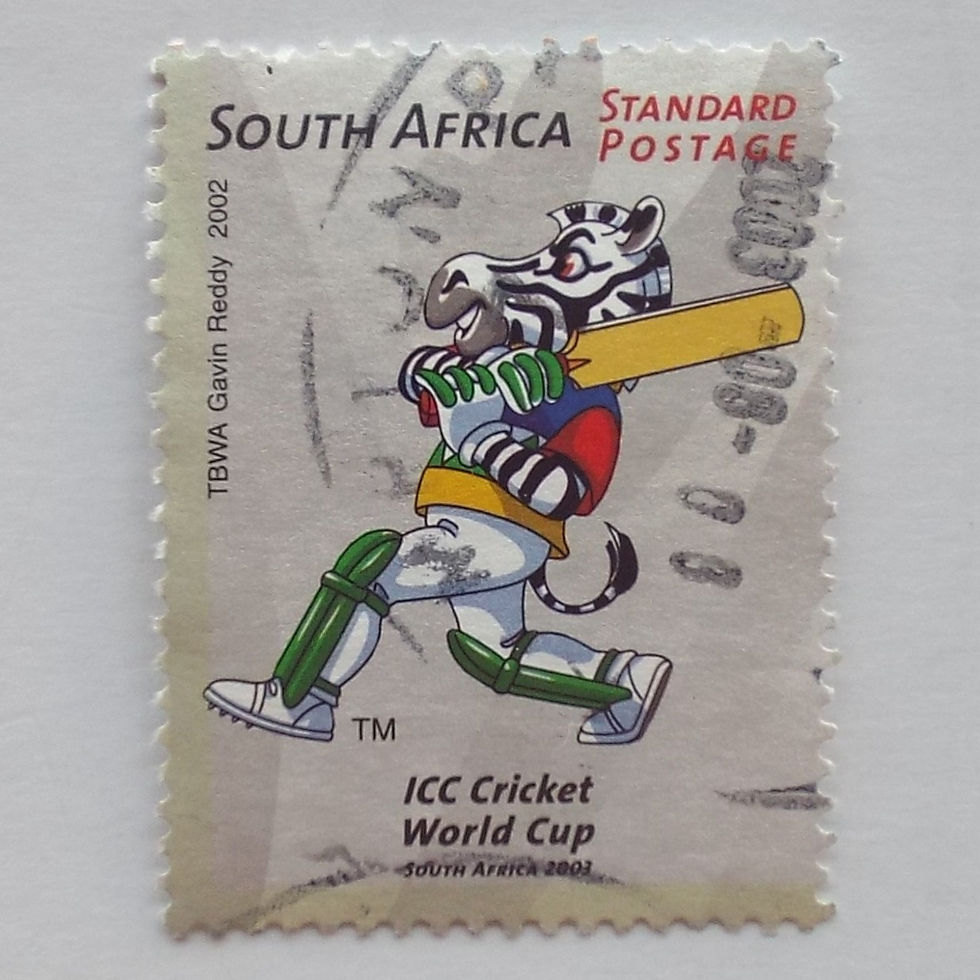 SOUTH AFRICA
STANDARD
POSTAGE
TBWA Gavin Reddy 2002
TM
ICC Cricket
World Cup
SOUTH AFRICA 2003